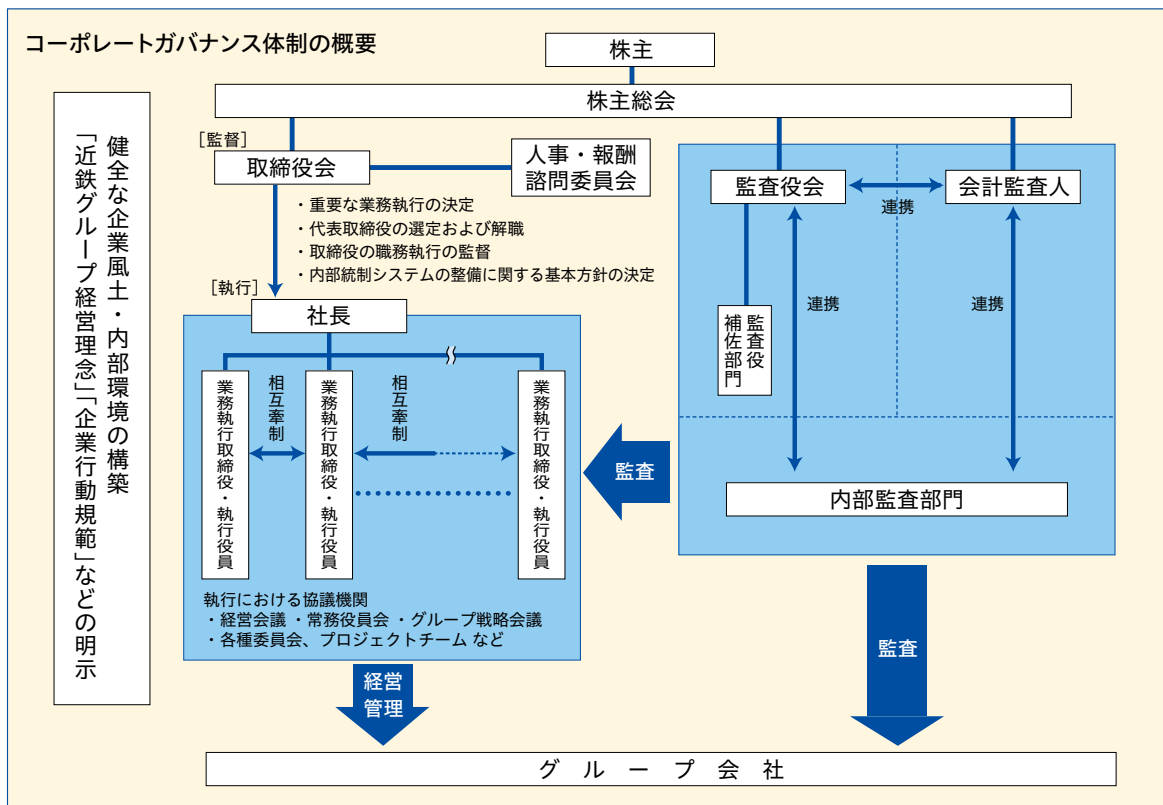 コーポレートガバナンス体制の概要
株主
株主総会
健全な企業風土・内部環境の構築
「近鉄グループ経営理念」「企業行動規範」などの明示
[監督]
取締役会
人事・報酬
諮問委員会
・重要な業務執行の決定
・代表取締役の選定および解職
・取締役の職務執行の監督
・内部統制システムの整備に関する基本方針の決定
[執行]
社長
業務執行取締役・執行役員
相互牽制
業務執行取締役・執行役員
相互牽制
業務執行取締役・執行役員
執行における協議機関
・経営会議 ・常務役員会 ・グループ戦略会議
・各種委員会、プロジェクトチーム など
監査役会
連携
会計監査人
監査役
補佐部門
連携
連携
内部監査部門
監査
監査
経営
管理
グループ会社